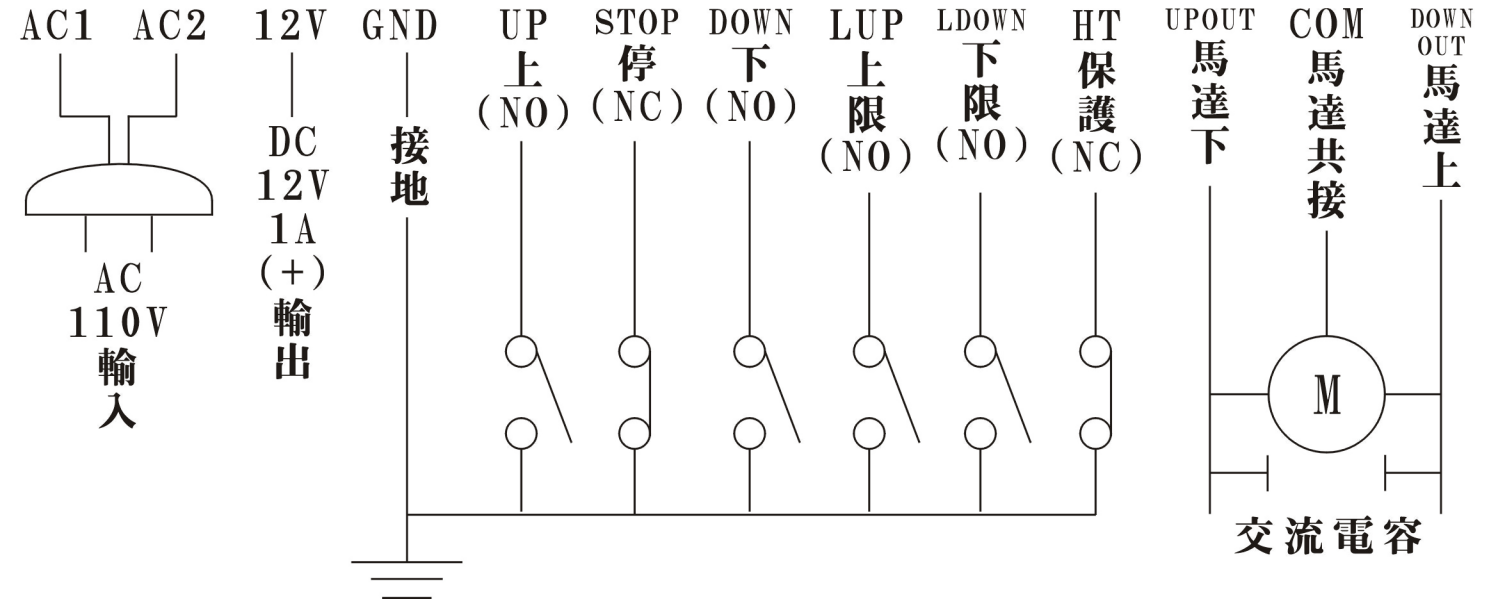 AC1 AC2
AC
110V
輸
入
12V
DC
12V
1A
(+)
輸
出
GND
接
地
UP
上
(NO)
STOP
停
(NC)
DOWN
下
(NO)
LUP
上
限
(NO)
LDOWN
下
限
(NO)
HT
保
護
(NC)
UPOUT
馬
達
下
COM
馬
達
共
接
DOWN
OUT
馬
達
上
M
交流電容